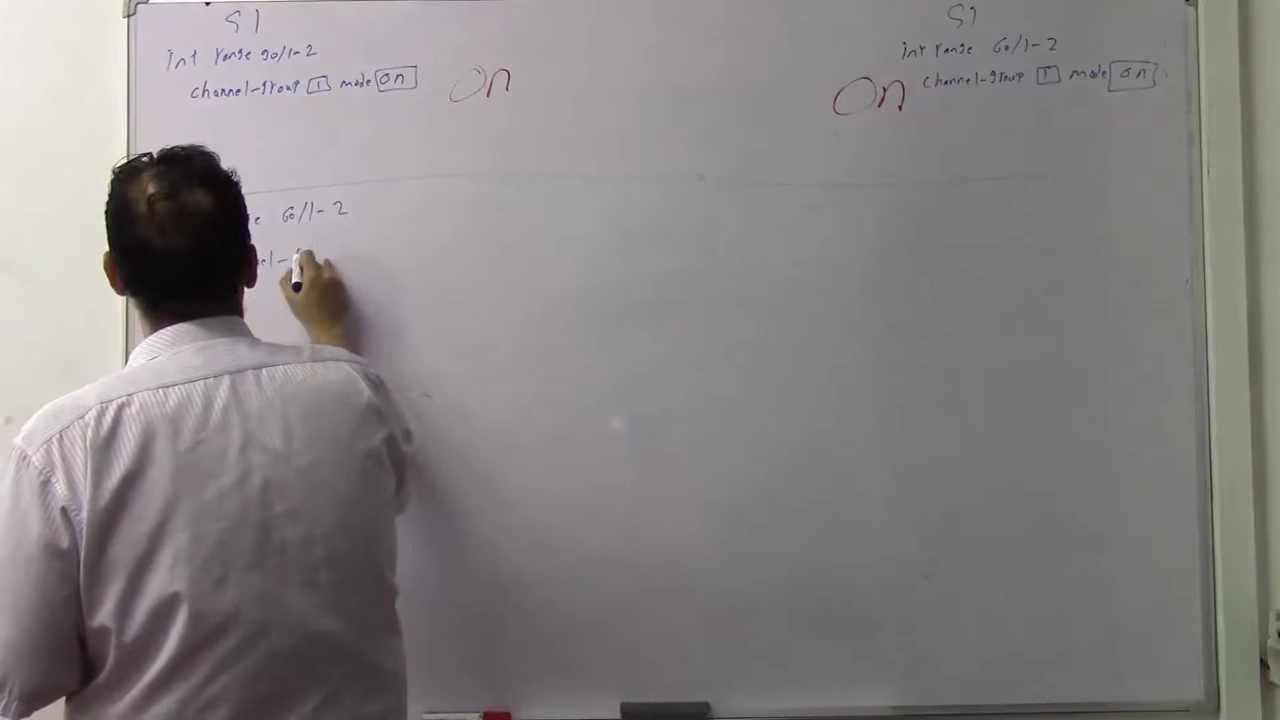 S1
int range g0/1-2
channel-group 1 mode on
On
S1
int range G0/1-2
channel-group 1 mode on
On
G0/1-2